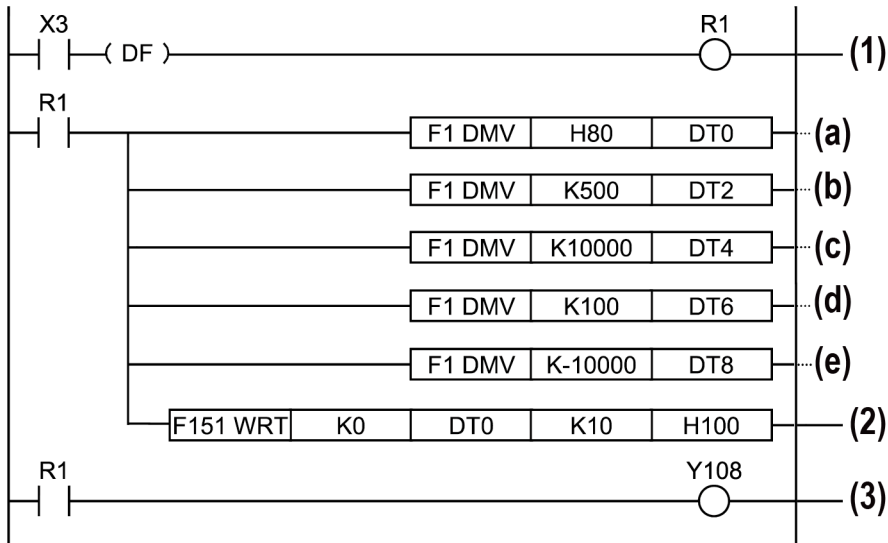 X3 R1
( DF ) (1)
R1
F1 DMV H80 DT0 (a)
F1 DMV K500 DT2 (b)
F1 DMV K10000 DT4 (c)
F1 DMV K100 DT6 (d)
F1 DMV K-10000 DT8 (e)
F151 WRT K0 DT0 K10 H100 (2)
R1 Y108
(3)